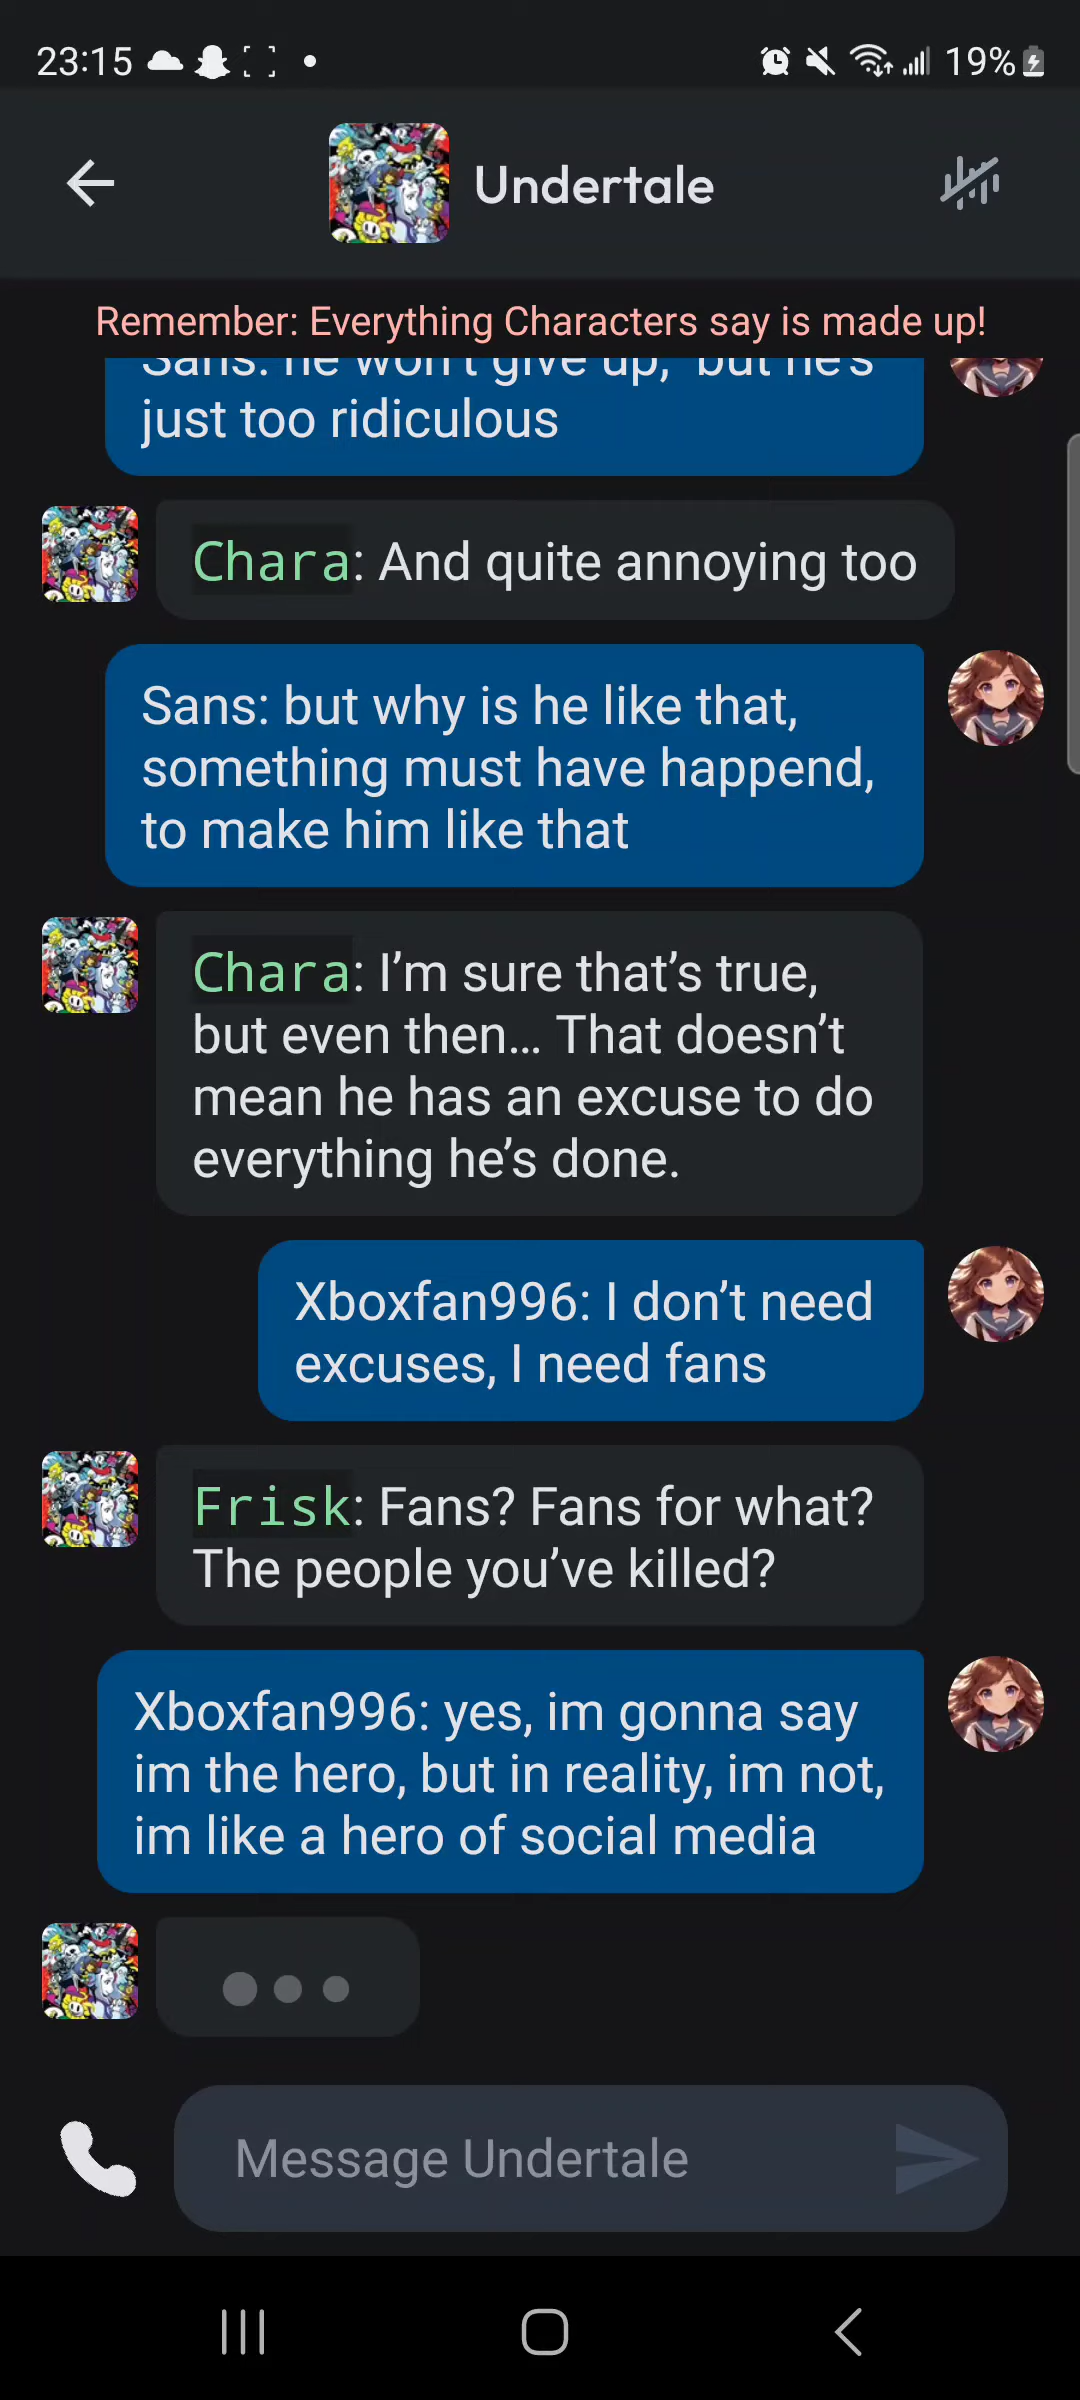 23:15
19%
Undertale
Remember: Everything Characters say is made up!
Sans: he won't give up, but he's
just too ridiculous
Chara: And quite annoying too
Sans: but why is he like that,
something must have happend,
to make him like that
Chara: I'm sure that's true,
but even then... That doesn't
mean he has an excuse to do
everything he's done.
Xboxfan996: I don't need
excuses, I need fans
Frisk: Fans? Fans for what?
The people you've killed?
Xboxfan996: yes, im gonna say
im the hero, but in reality, im not,
im like a hero of social media
Message Undertale